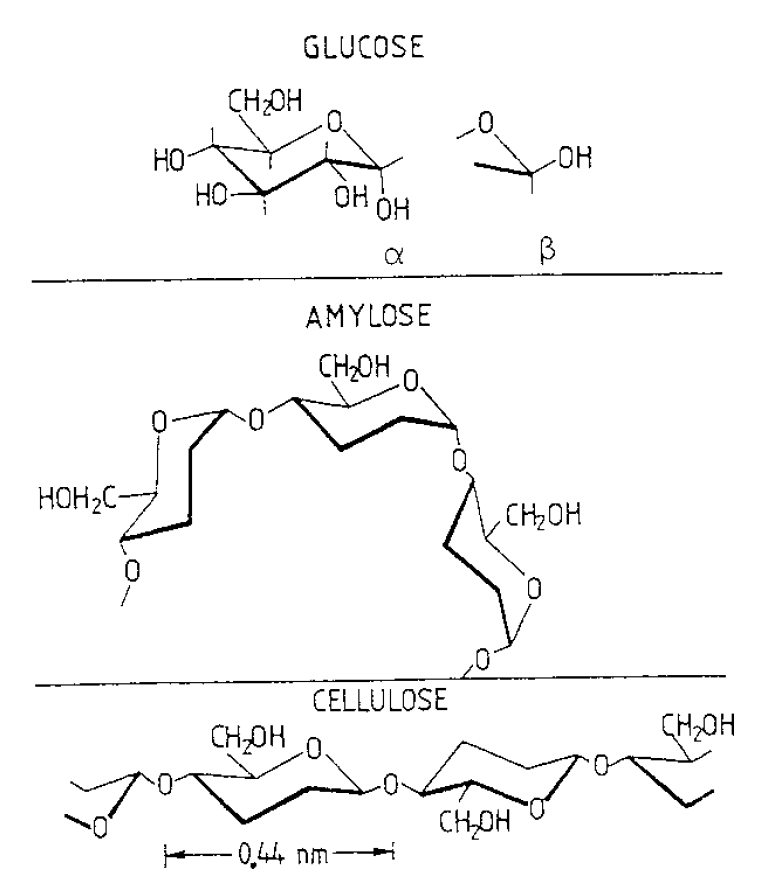 GLUCOSE
CH2OH O O
HO OH
HO OH OH
α β
AMYLOSE
CH2OH O
O O
O
HOH2C CH2OH
O O
O
CELLULOSE
CH2OH O CH2OH
O O O
O CH2OH O
0.44 nm